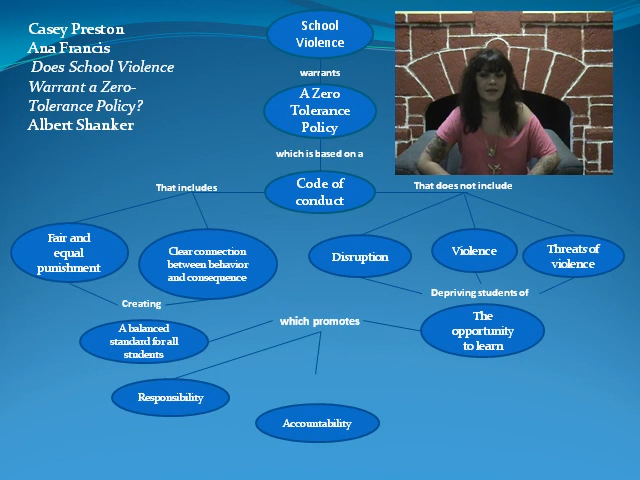 Casey Preston
Ana Francis
Does School Violence
Warrant a Zero-
Tolerance Policy?
Albert Shanker
School
Violence
warrants
A Zero
Tolerance
Policy
which is based on a
Code of
conduct
That includes
That does not include
Fair and
equal
punishment
Clear connection
between behavior
and consequence
Disruption
Violence
Threats of
violence
Creating
Depriving students of
A balanced
standard for all
students
which promotes
The
opportunity
to learn
Responsibility
Accountability